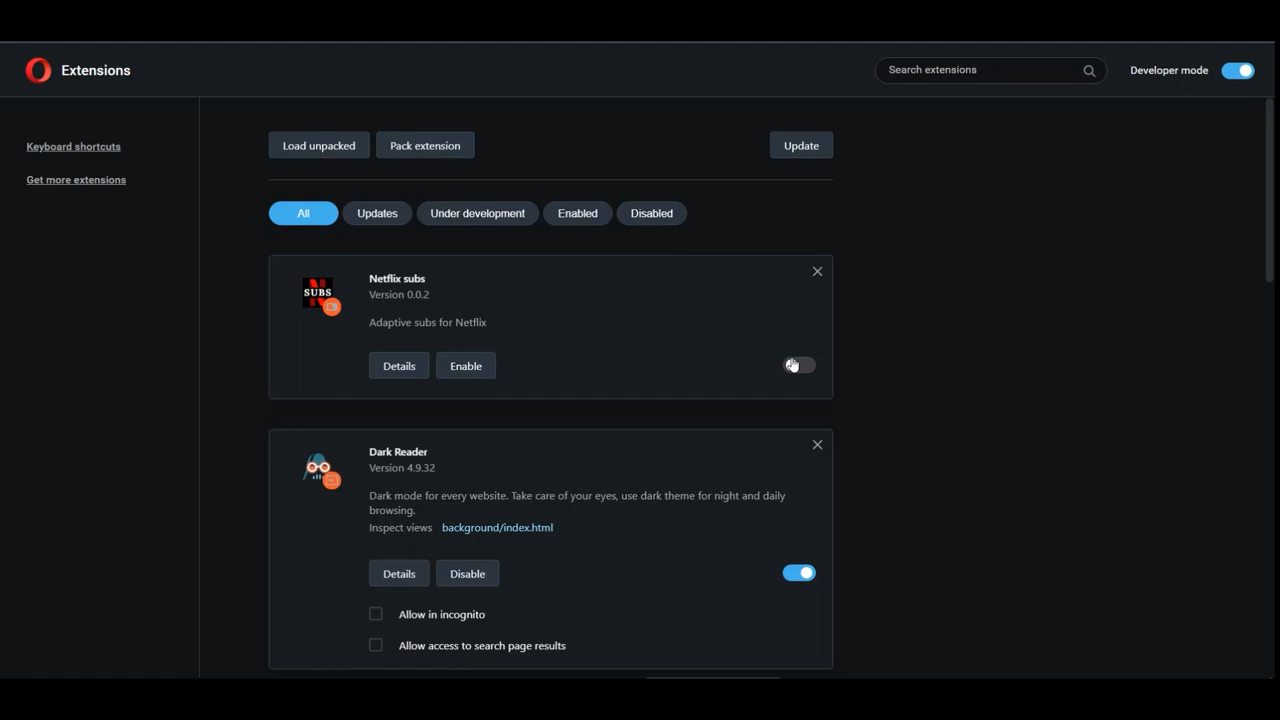 Extensions
Search extensions
Developer mode
Keyboard shortcuts
Get more extensions
Load unpacked
Pack extension
Update
All
Updates
Under development
Enabled
Disabled
SUBS
Netflix subs
Version 0.0.2
Adaptive subs for Netflix
Details
Enable
Dark Reader
Version 4.9.32
Dark mode for every website. Take care of your eyes, use dark theme for night and daily
browsing.
Inspect views background/index.html
Details
Disable
Allow in incognito
Allow access to search page results